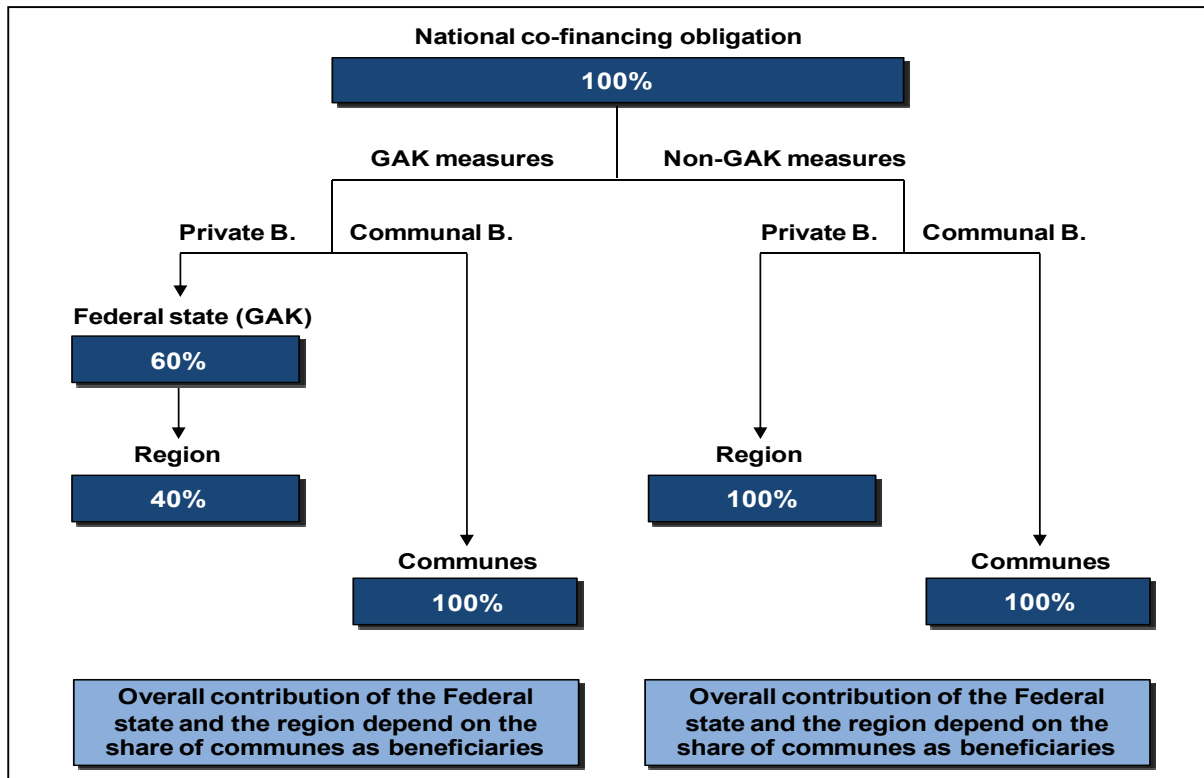 National co-financing obligation
100%
GAK measures
Non-GAK measures
Private B.
Communal B.
Private B.
Communal B.
Federal state (GAK)
60%
Region
40%
Region
100%
Communes
100%
Communes
100%
Overall contribution of the Federal
state and the region depend on the
share of communes as beneficiaries
Overall contribution of the Federal
state and the region depend on the
share of communes as beneficiaries